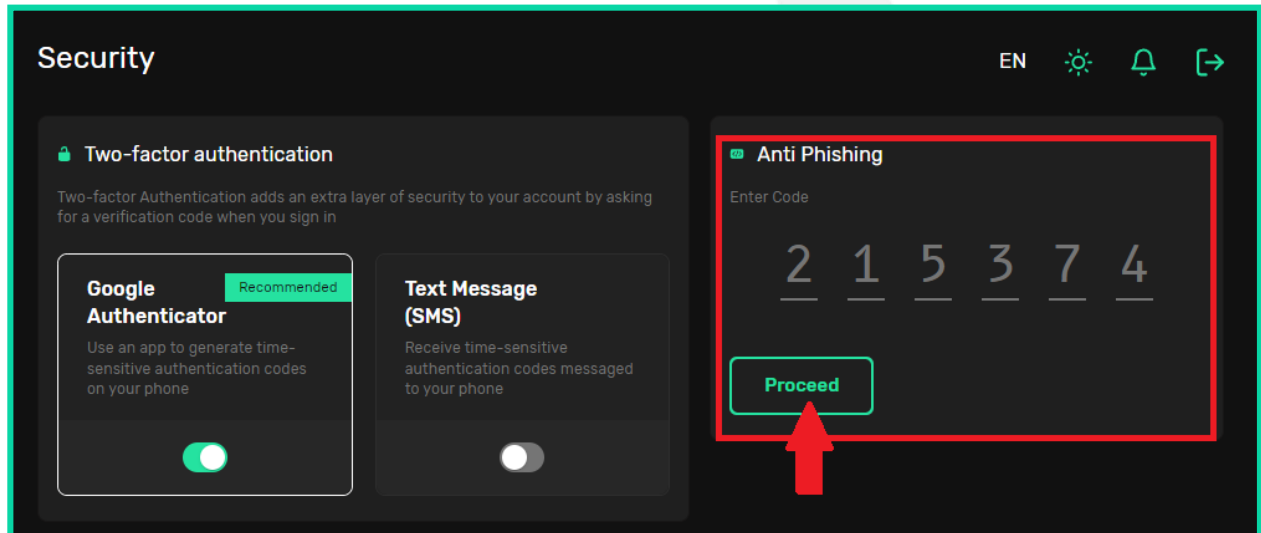 Security
EN
Two-factor authentication
Two-factor Authentication adds an extra layer of security to your account by asking
for a verification code when you sign in
Google
Authenticator
Recommended
Use an app to generate time-
sensitive authentication codes
on your phone
Text Message
(SMS)
Receive time-sensitive
authentication codes messaged
to your phone
Anti Phishing
Enter Code
2 1 5 3 7 4
Proceed